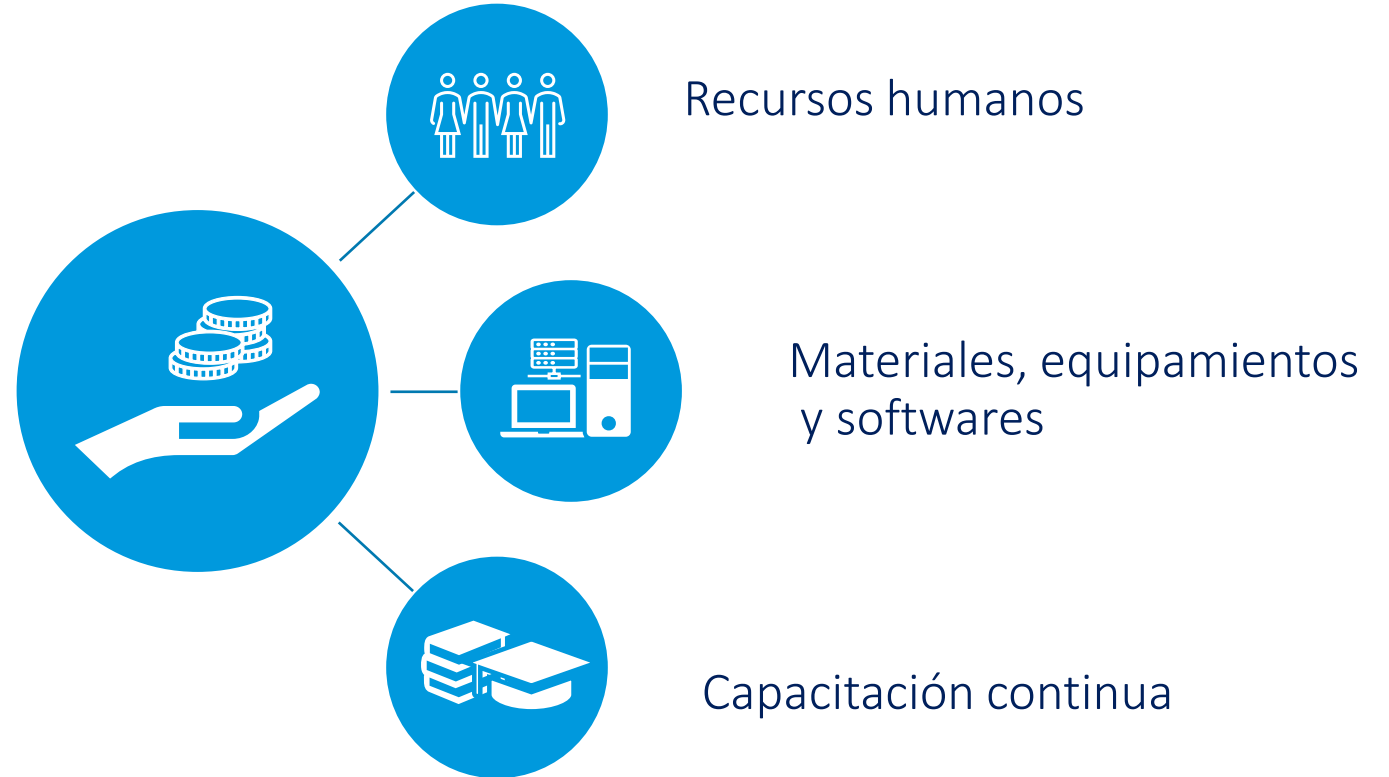 Recursos humanos
Materiales, equipamientos
y softwares
Capacitación continua